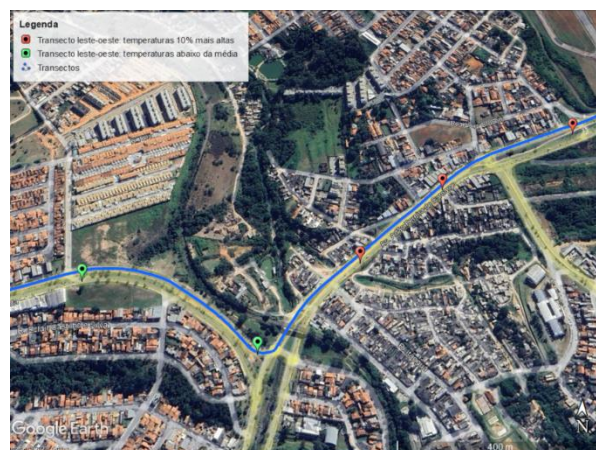 Legenda
Transecto leste-oeste: temperaturas 10% mais altas
Transecto leste-oeste: temperaturas abaixo da média
Transectos
Google Earth
400 m
N